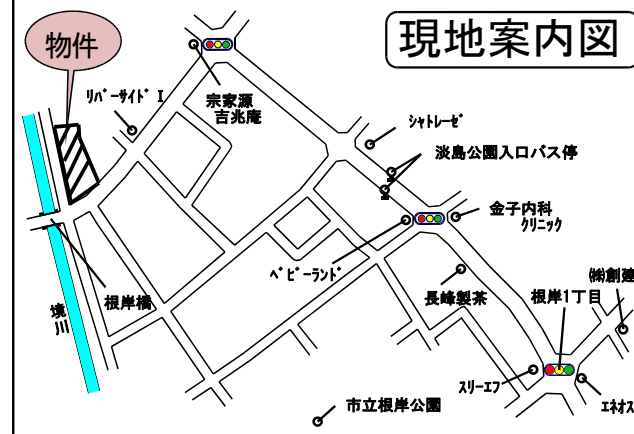 現地案内図
物件
リバーサイドⅠ
宗家源
吉兆庵
シャトレーゼ
淡島公園入口バス停
金子内科
クリニック
ベビーランド
長峰製茶
㈱創建
根岸1丁目
根岸橋
境川
スリーエフ
エネオス
市立根岸公園